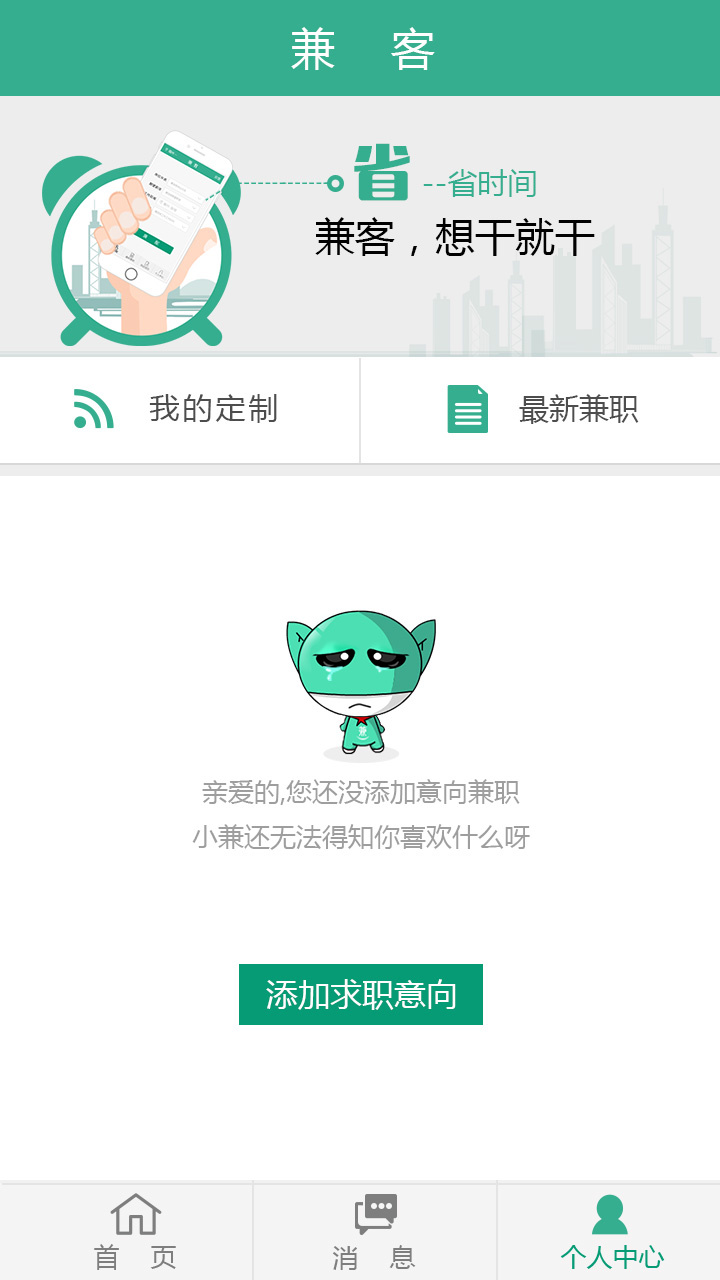 兼 客
省 --省时间
兼客，想干就干
我的定制
最新兼职
亲爱的,您还没添加意向兼职
小兼还无法得知你喜欢什么呀
添加求职意向
首 页
消 息
个人中心